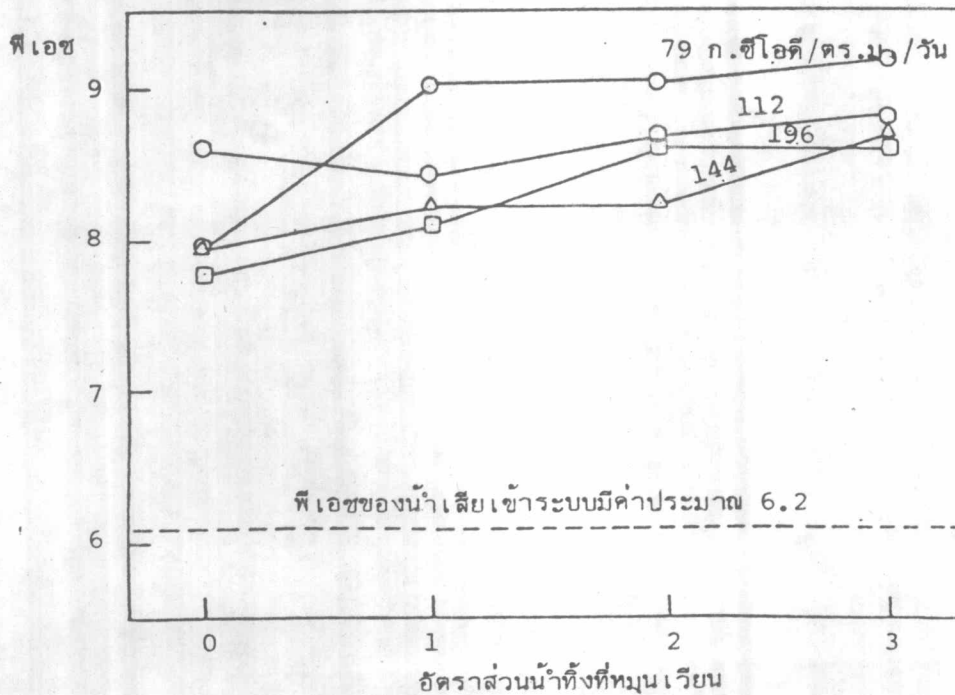 พีเอช
79 ก.ซีโอดี/ตร.ม./วัน
9
112
196
144
8
7
พีเอชของน้ำเสียเข้าระบบมีค่าประมาณ 6.2
6
0 1 2 3
อัตราส่วนน้ำทิ้งที่หมุนเวียน